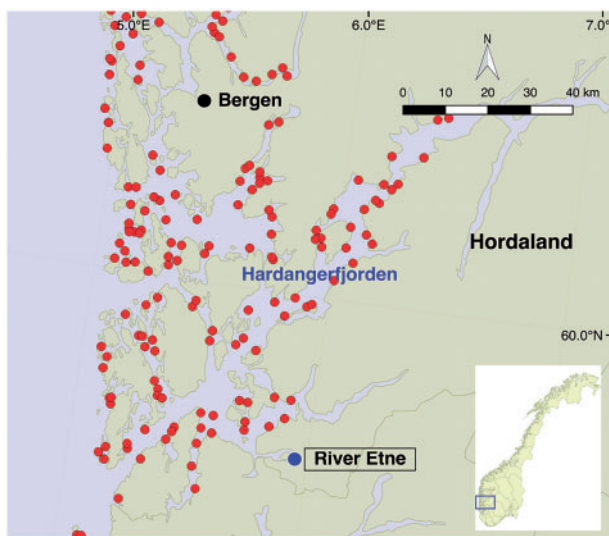 5.0°E
6.0°E
7.0°
N
Bergen
0 10 20 30 40 km
Hordaland
Hardangerfjorden
60.0°N
River Etne